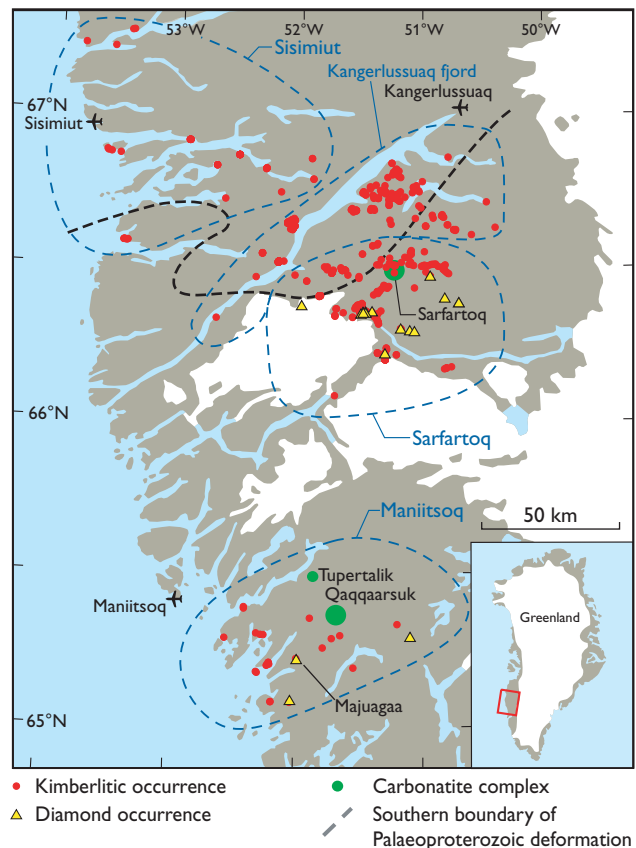 53°W
52°W
51°W
50°W
Sisimiut
Kangerlussuaq fjord
Kangerlussuaq
67°N
Sisimiut
Sarfartoq
66°N
Sarfartoq
Maniitsoq
50 km
Tupertalik
Qaqqaarsuk
Maniitsoq
Greenland
Majuagaa
65°N
Kimberlitic occurrence
Carbonatite complex
Diamond occurrence
Southern boundary of
Palaeoproterozoic deformation